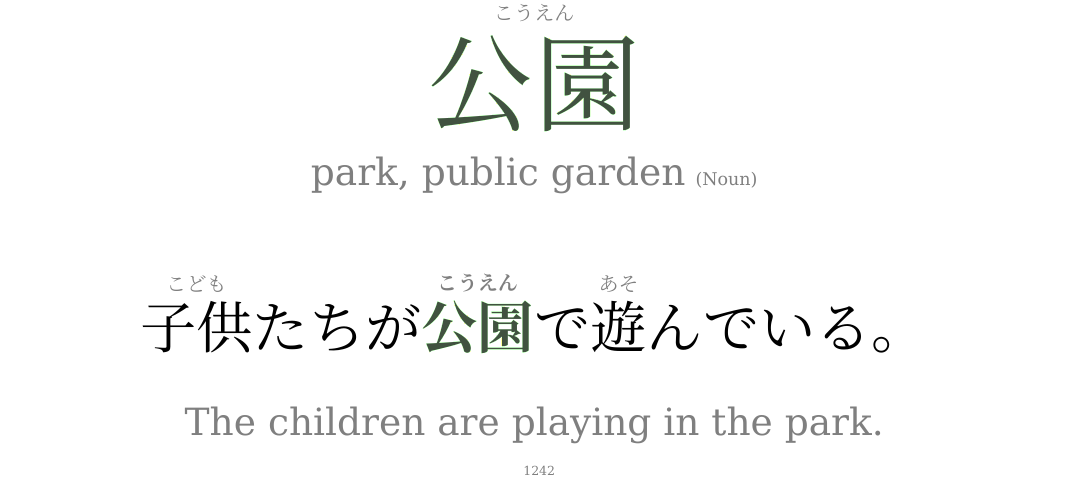 こうえん
公園
park, public garden (Noun)
こども こうえん あそ
子供たちが公園で遊んでいる。
The children are playing in the park.
1242